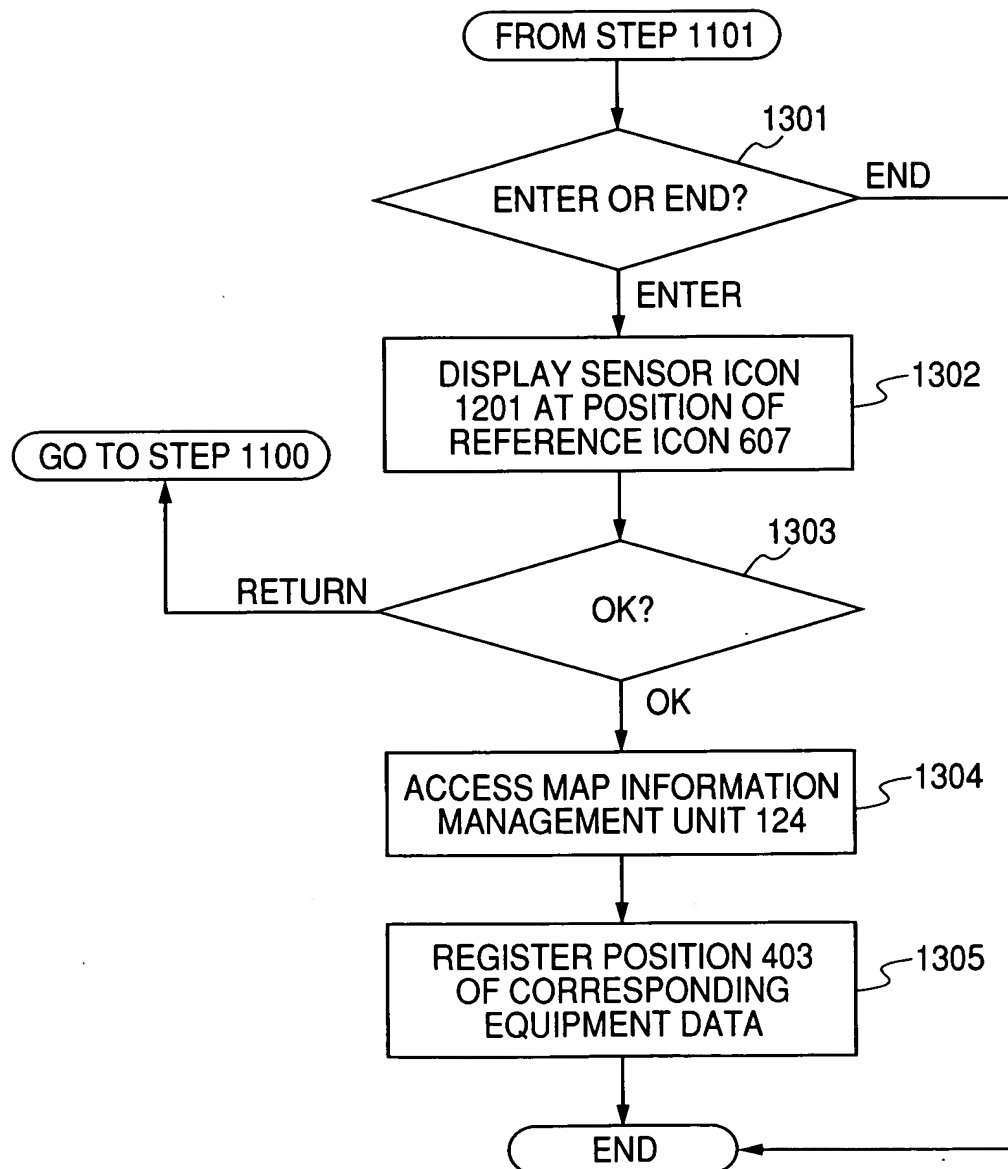 FROM STEP 1101
1301
ENTER OR END?
END
ENTER
DISPLAY SENSOR ICON
1201 AT POSITION OF
REFERENCE ICON 607
1302
GO TO STEP 1100
1303
RETURN
OK?
OK
ACCESS MAP INFORMATION
MANAGEMENT UNIT 124
1304
REGISTER POSITION 403
OF CORRESPONDING
EQUIPMENT DATA
1305
END